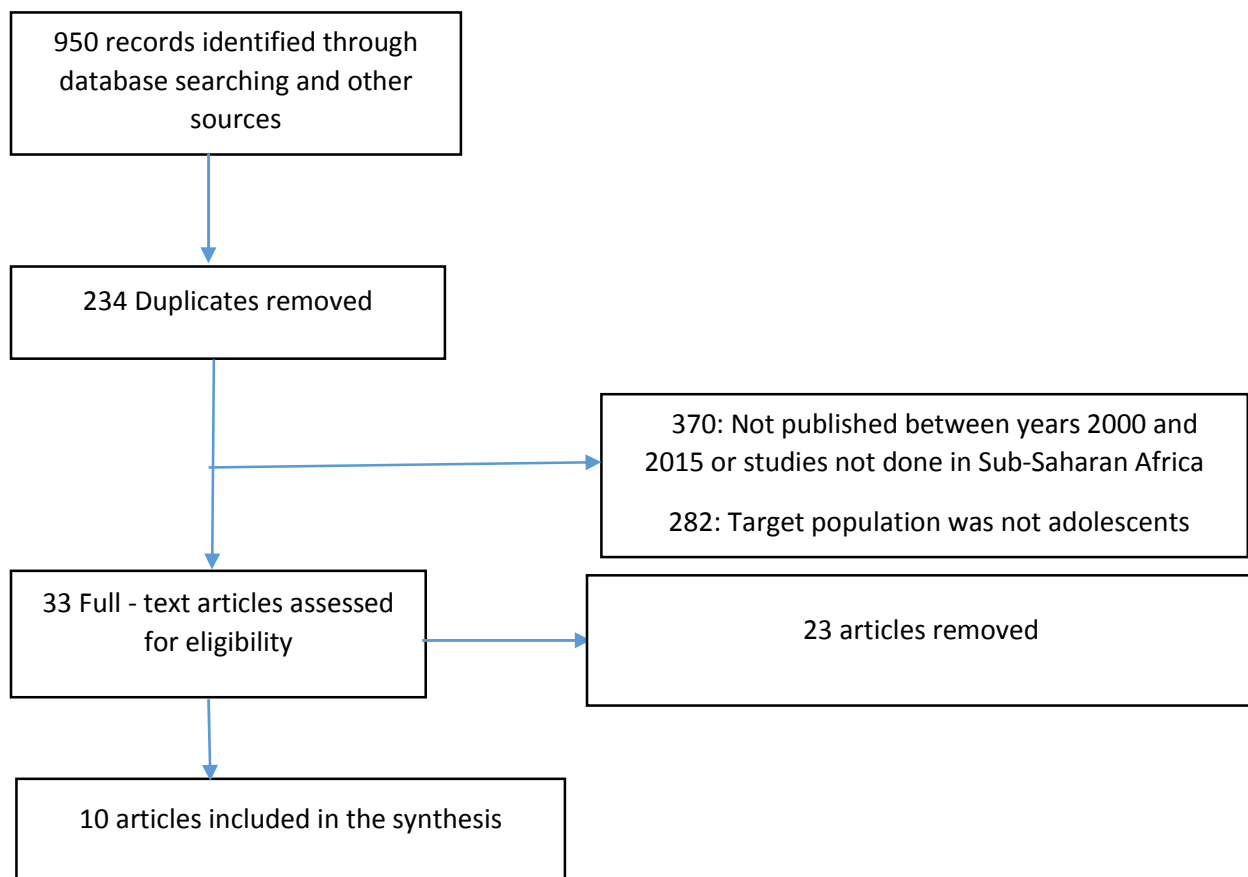 950 records identified through
database searching and other
sources
234 Duplicates removed
370: Not published between years 2000 and
2015 or studies not done in Sub-Saharan Africa
282: Target population was not adolescents
33 Full - text articles assessed
for eligibility
23 articles removed
10 articles included in the synthesis